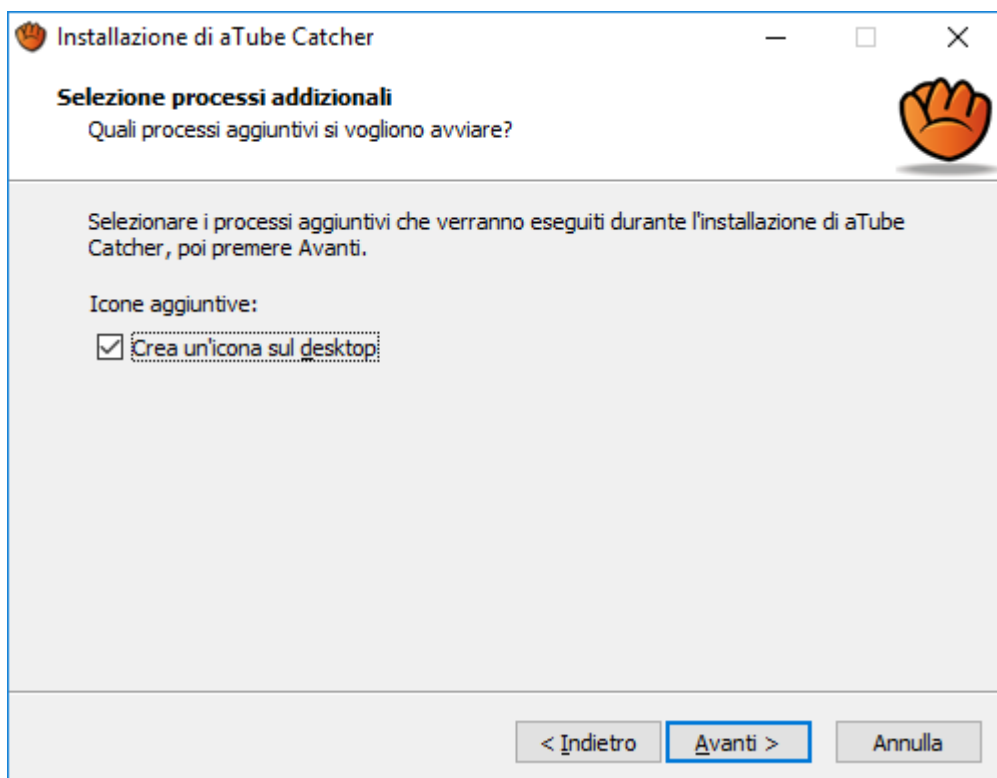 Installazione di aTube Catcher
Selezione processi addizionali
Quali processi aggiuntivi si vogliono avviare?
Selezionare i processi aggiuntivi che verranno eseguiti durante l'installazione di aTube
Catcher, poi premere Avanti.
Icone aggiuntive:
Crea un'icona sul desktop
< Indietro
Avanti >
Annulla